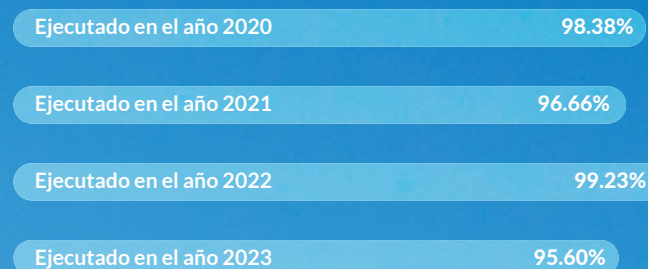 Ejecutado en el año 2020 98.38%
Ejecutado en el año 2021 96.66%
Ejecutado en el año 2022 99.23%
Ejecutado en el año 2023 95.60%